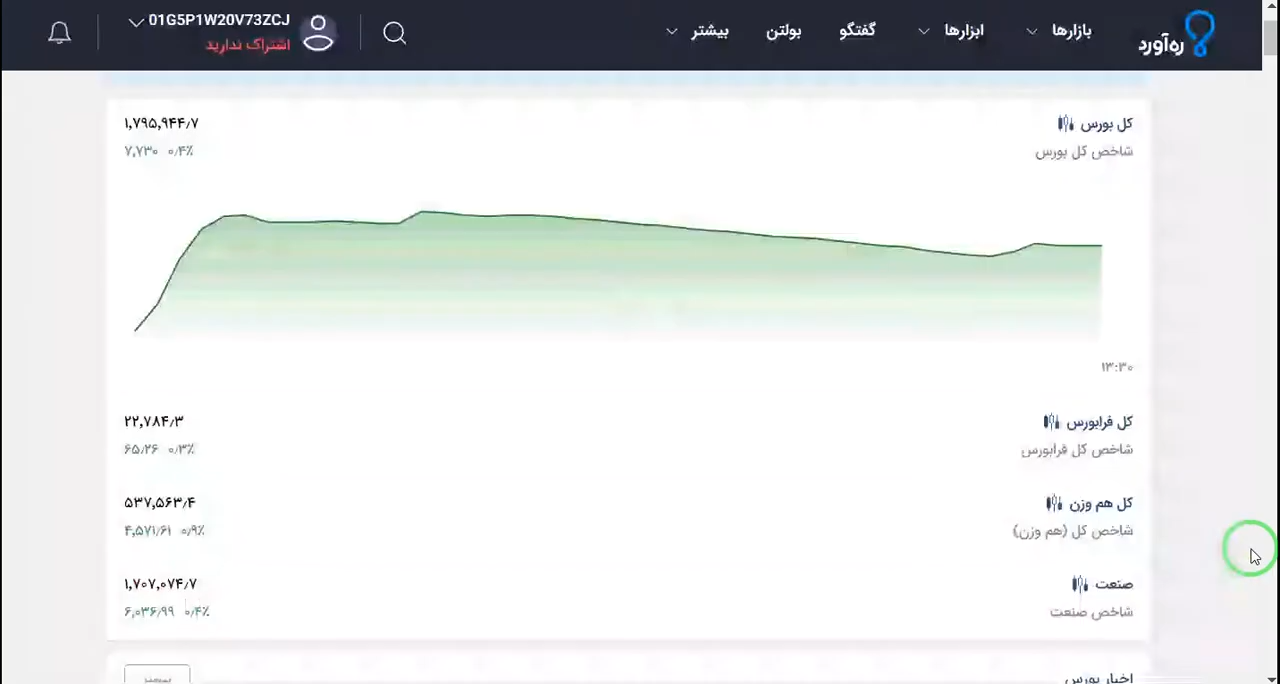 ره‌آورد
بازارها
ابزارها
گفتگو
بولتن
بیشتر
01G5P1W20V73ZCJ
اشتراک ندارید
کل بورس
۱,۷۹۵,۹۴۴٫۷
شاخص کل بورس
۷,۷۳۰ ۰٫۴٪
۱۳:۳۰
کل فرابورس
۲۲,۷۸۴٫۳
شاخص کل فرابورس
۶۵٫۲۶ ۰٫۳٪
کل هم وزن
۵۳۷,۵۶۳٫۴
شاخص کل (هم وزن)
۴,۵۷۱٫۶۱ ۰٫۹٪
صنعت
۱,۷۰۷,۰۷۴٫۷
شاخص صنعت
۶,۰۳۶٫۹۹ ۰٫۴٪
اخبار بورس